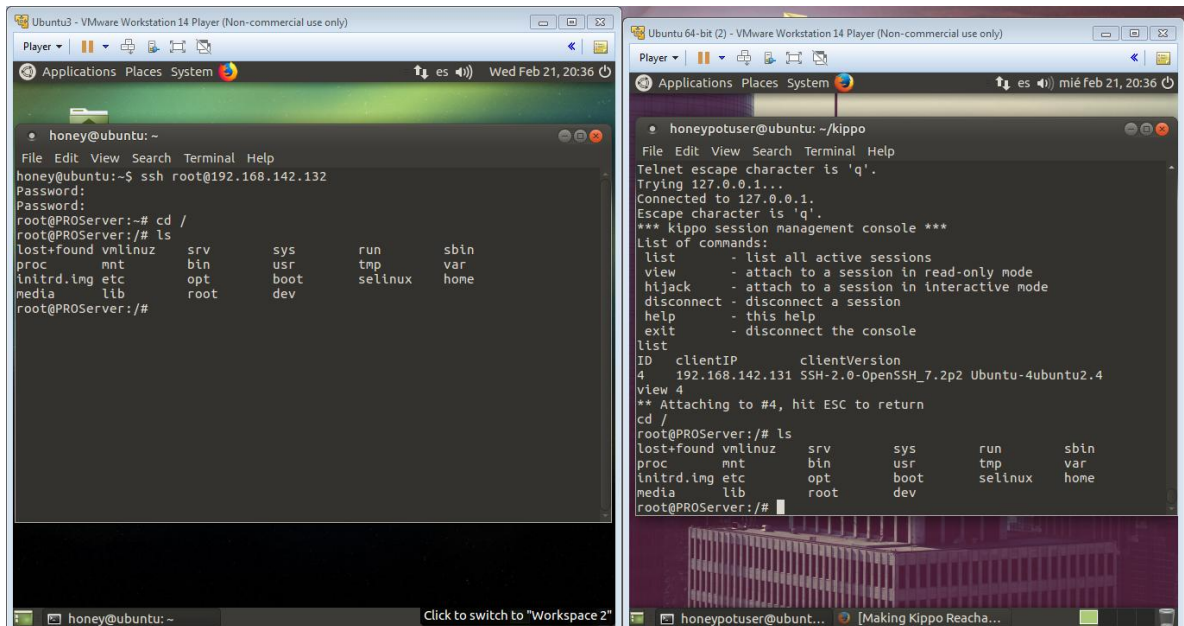 Ubuntu3 - VMware Workstation 14 Player (Non-commercial use only)
Player
Applications Places System
es
Wed Feb 21, 20:36
honey@ubuntu: ~
File Edit View Search Terminal Help
honey@ubuntu:~$ ssh root@192.168.142.132
Password:
Password:
root@PROServer:~# cd /
root@PROServer:/# ls
lost+found vmlinuz srv sys run sbin
proc mnt bin usr tmp var
initrd.img etc opt boot selinux home
media lib root dev
root@PROServer:/#
honey@ubuntu: ~
Click to switch to "Workspace 2"
Ubuntu 64-bit (2) - VMware Workstation 14 Player (Non-commercial use only)
Player
Applications Places System
es
mié feb 21, 20:36
honeypotuser@ubuntu: ~/kippo
File Edit View Search Terminal Help
Telnet escape character is 'q'.
Trying 127.0.0.1...
Connected to 127.0.0.1.
Escape character is 'q'.
*** kippo session management console ***
List of commands:
list - list all active sessions
view - attach to a session in read-only mode
hijack - attach to a session in interactive mode
disconnect - disconnect a session
help - this help
exit - disconnect the console
list
ID clientIP clientVersion
4 192.168.142.131 SSH-2.0-OpenSSH_7.2p2 Ubuntu-4ubuntu2.4
view 4
** Attaching to #4, hit ESC to return
cd /
root@PROServer:/# ls
lost+found vmlinuz srv sys run sbin
proc mnt bin usr tmp var
initrd.img etc opt boot selinux home
media lib root dev
root@PROServer:/#
honeypotuser@ubunt...
[Making Kippo Reacha...